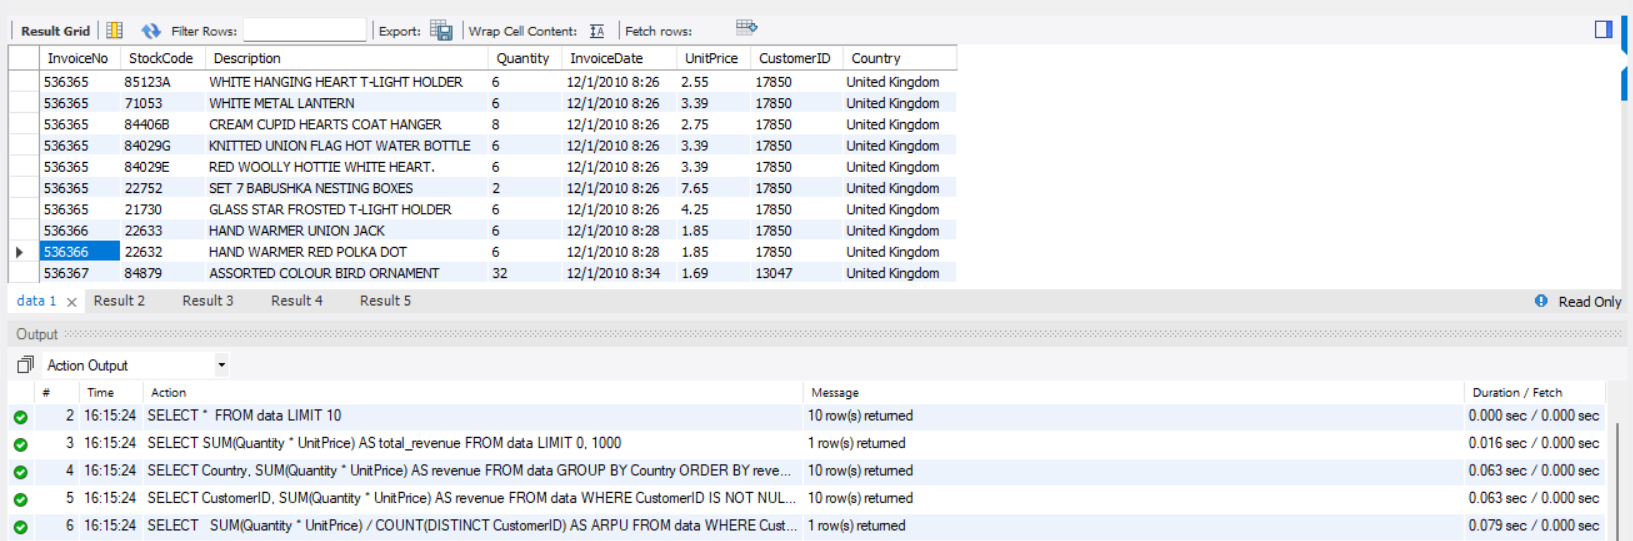 Result Grid Filter Rows: Export: Wrap Cell Content: IA Fetch rows:
InvoiceNo StockCode Description Quantity InvoiceDate UnitPrice CustomerID Country
536365 85123A WHITE HANGING HEART T-LIGHT HOLDER 6 12/1/2010 8:26 2.55 17850 United Kingdom
536365 71053 WHITE METAL LANTERN 6 12/1/2010 8:26 3.39 17850 United Kingdom
536365 84406B CREAM CUPID HEARTS COAT HANGER 8 12/1/2010 8:26 2.75 17850 United Kingdom
536365 84029G KNITTED UNION FLAG HOT WATER BOTTLE 6 12/1/2010 8:26 3.39 17850 United Kingdom
536365 84029E RED WOOLLY HOTTIE WHITE HEART. 6 12/1/2010 8:26 3.39 17850 United Kingdom
536365 22752 SET 7 BABUSHKA NESTING BOXES 2 12/1/2010 8:26 7.65 17850 United Kingdom
536365 21730 GLASS STAR FROSTED T-LIGHT HOLDER 6 12/1/2010 8:26 4.25 17850 United Kingdom
536366 22633 HAND WARMER UNION JACK 6 12/1/2010 8:28 1.85 17850 United Kingdom
536366 22632 HAND WARMER RED POLKA DOT 6 12/1/2010 8:28 1.85 17850 United Kingdom
536367 84879 ASSORTED COLOUR BIRD ORNAMENT 32 12/1/2010 8:34 1.69 13047 United Kingdom
data 1 Result 2 Result 3 Result 4 Result 5 Read Only
Output
Action Output
# Time Action Message Duration / Fetch
2 16:15:24 SELECT * FROM data LIMIT 10 10 row(s) returned 0.000 sec / 0.000 sec
3 16:15:24 SELECT SUM(Quantity * UnitPrice) AS total_revenue FROM data LIMIT 0, 1000 1 row(s) returned 0.016 sec / 0.000 sec
4 16:15:24 SELECT Country, SUM(Quantity * UnitPrice) AS revenue FROM data GROUP BY Country ORDER BY reve... 10 row(s) returned 0.063 sec / 0.000 sec
5 16:15:24 SELECT CustomerID, SUM(Quantity * UnitPrice) AS revenue FROM data WHERE CustomerID IS NOT NUL... 10 row(s) returned 0.063 sec / 0.000 sec
6 16:15:24 SELECT SUM(Quantity * UnitPrice) / COUNT(DISTINCT CustomerID) AS ARPU FROM data WHERE Cust... 1 row(s) returned 0.079 sec / 0.000 sec